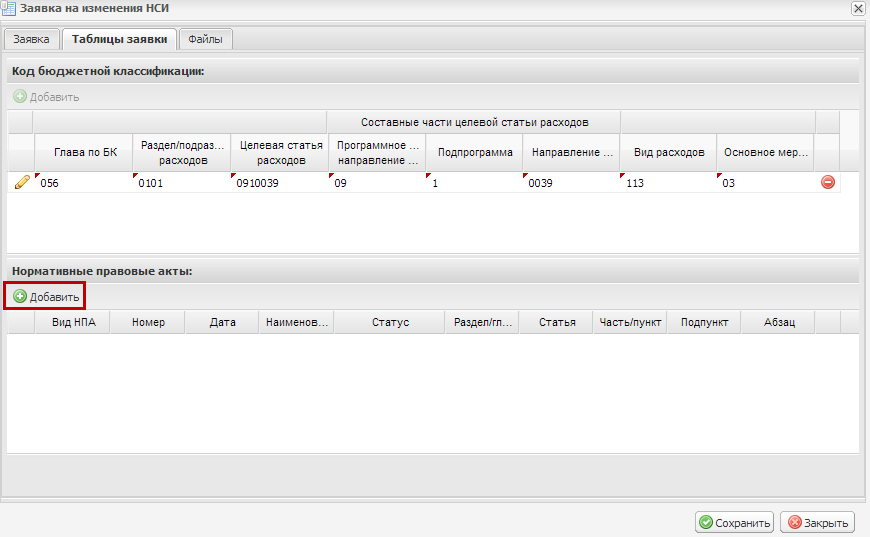 Заявка на изменения НСИ
Заявка Таблицы заявки Файлы
Код бюджетной классификации:
Добавить
Составные части целевой статьи расходов
Глава по БК Раздел/подраз... расходов Целевая статья расходов Программное ... направление ... Подпрограмма Направление ... Вид расходов Основное мер...
056 0101 0910039 09 1 0039 113 03
Нормативные правовые акты:
Добавить
Вид НПА Номер Дата Наименов... Статус Раздел/гл... Статья Часть/пункт Подпункт Абзац
Сохранить Закрыть